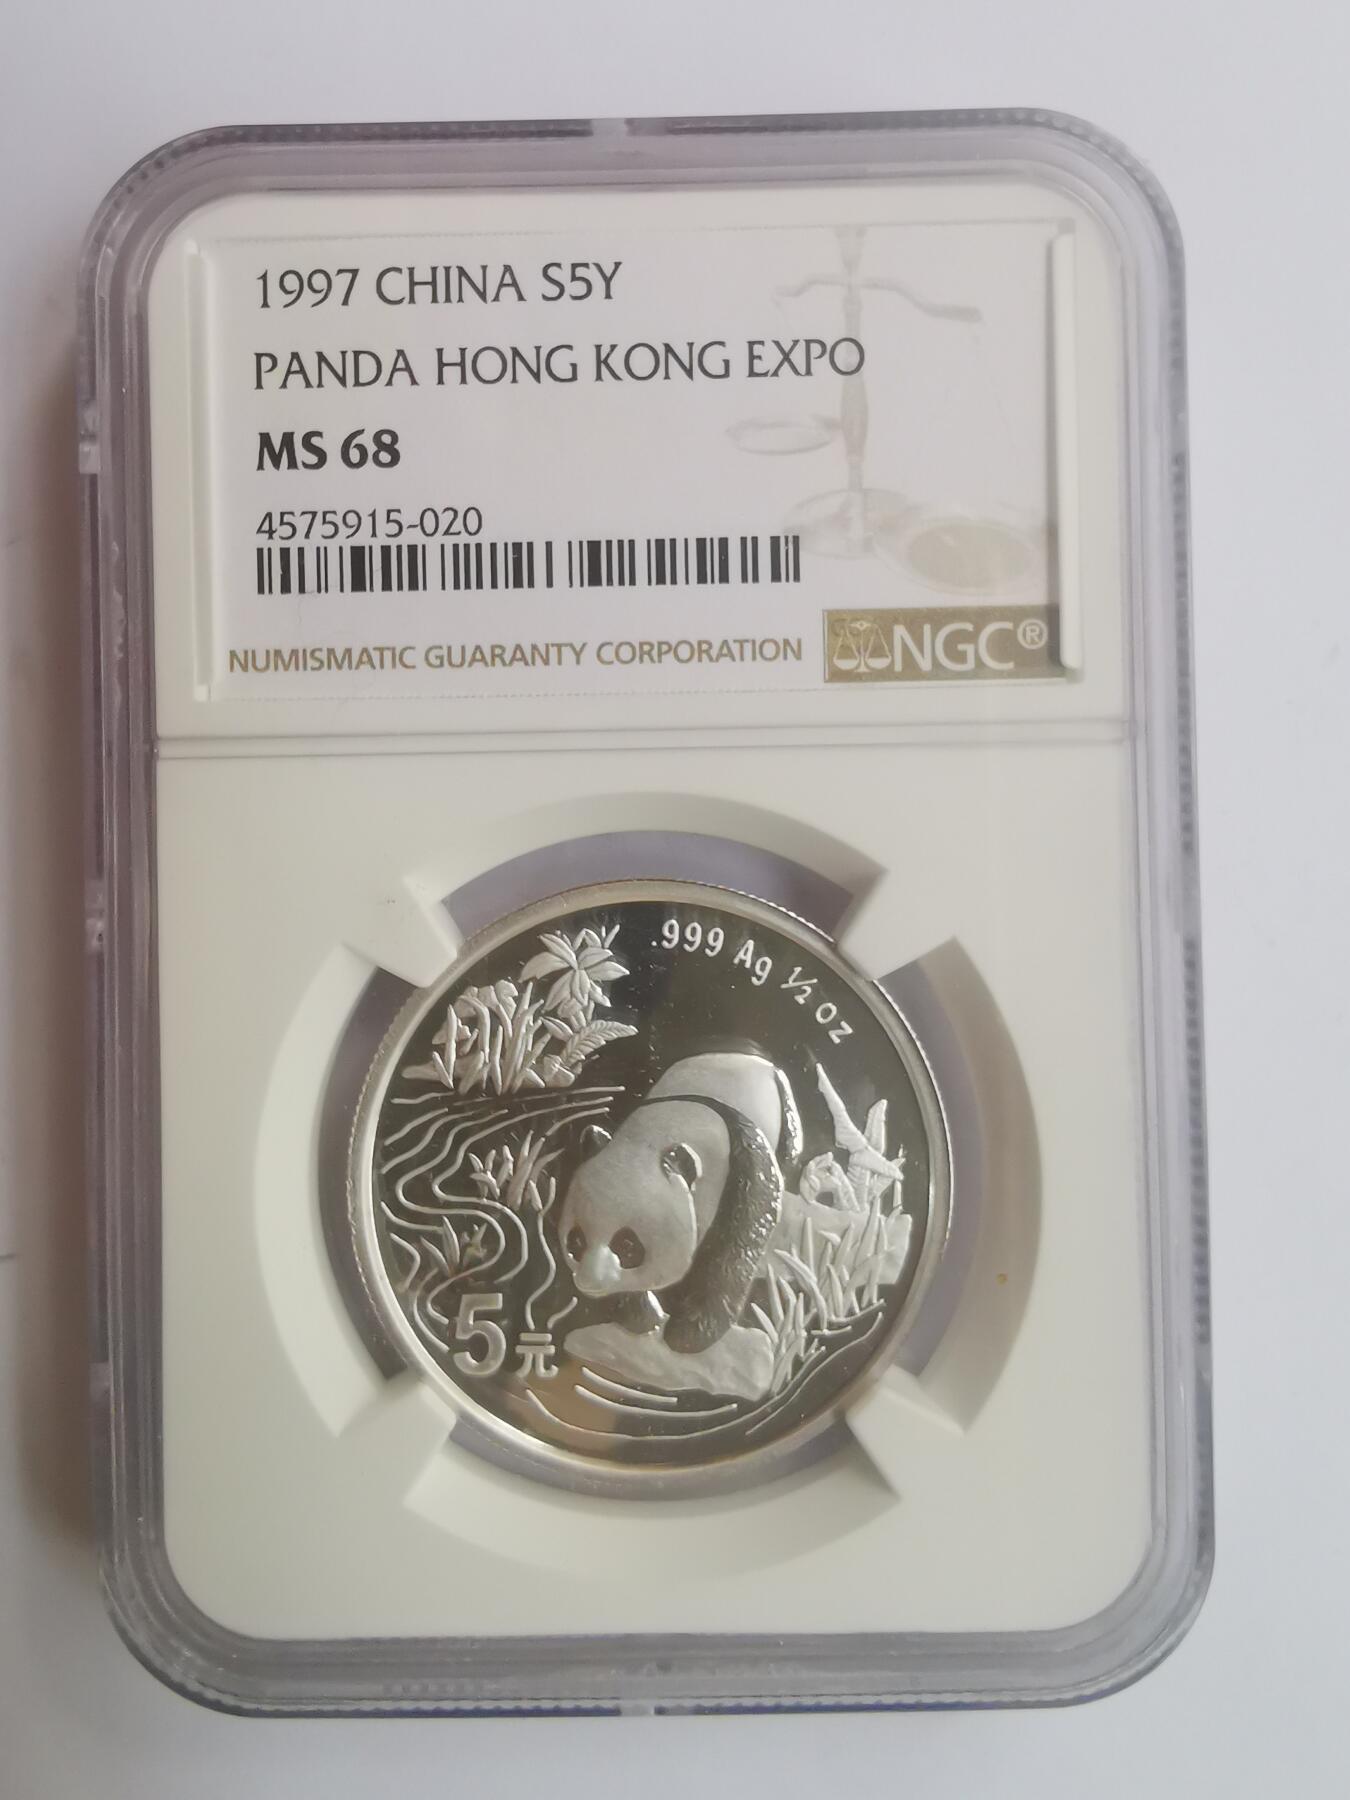 1997 CHINA S5Y
PANDA HONG KONG EXPO
MS 68
4575915-020
NUMISMATIC GUARANTY CORPORATION NGC®
.999 Ag ½ oz
5元